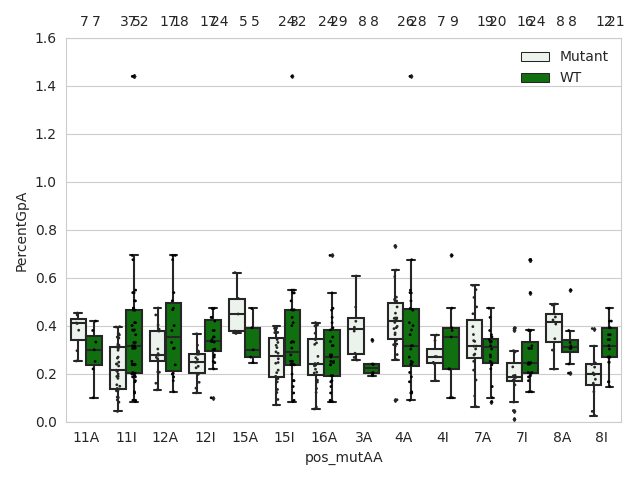 7 7 37 52 17 18 17 24 5 5 24 32 24 29 8 8 26 28 7 9 19 20 16 24 8 8 12 21
1.6
Mutant
WT
1.4
1.2
1.0
0.8
0.6
0.4
0.2
0.0
PercentGpA
11A 11I 12A 12I 15A 15I 16A 3A 4A 4I 7A 7I 8A 8I
pos_mutAA